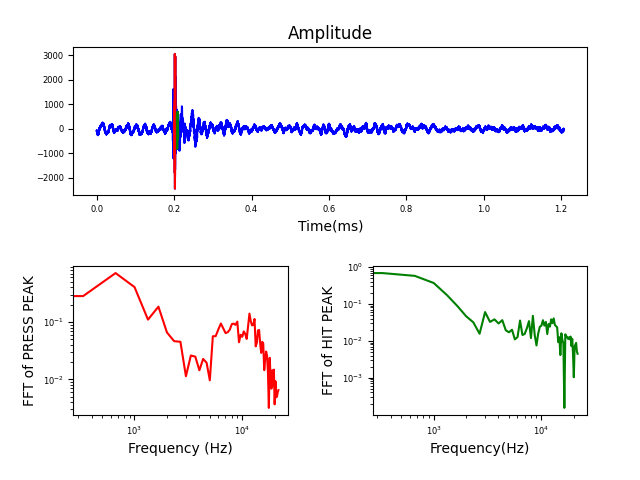 Amplitude
3000
2000
1000
0
−1000
−2000
0.0 0.2 0.4 0.6 0.8 1.0 1.2
Time(ms)
FFT of PRESS PEAK
10⁻¹
10⁻²
10³ 10⁴
Frequency (Hz)
FFT of HIT PEAK
10⁰
10⁻¹
10⁻²
10⁻³
10³ 10⁴
Frequency(Hz)